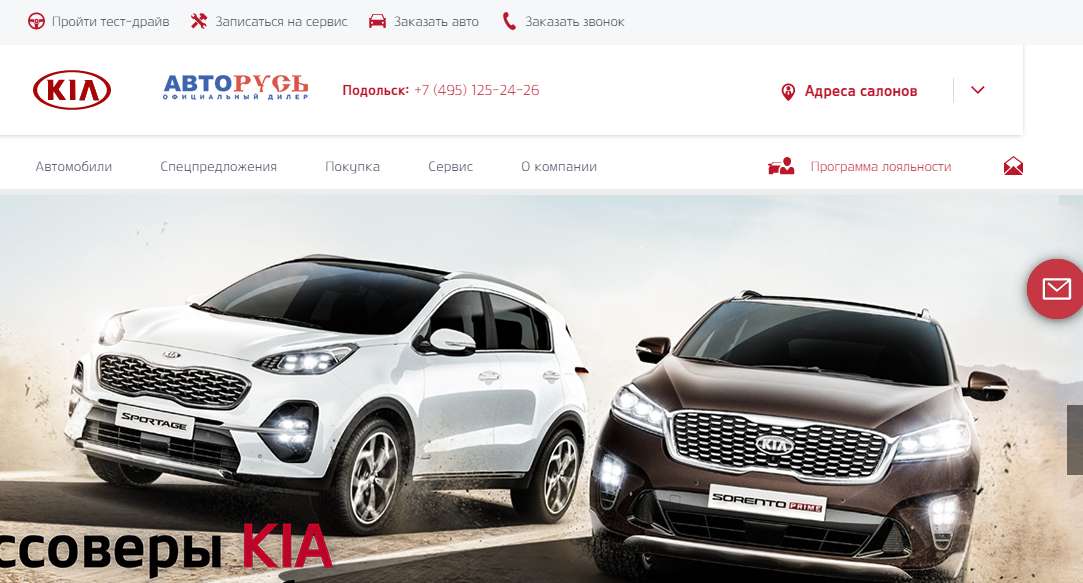 Пройти тест-драйв Записаться на сервис Заказать авто Заказать звонок
KIA АВТОРУСЬ Подольск: +7 (495) 125-24-26 Адреса салонов
ОФИЦИАЛЬНЫЙ ДИЛЕР
Автомобили Спецпредложения Покупка Сервис О компании Программа лояльности
KIA
SPORTAGE
KIA
SORENTO PRIME
ссоверы KIA